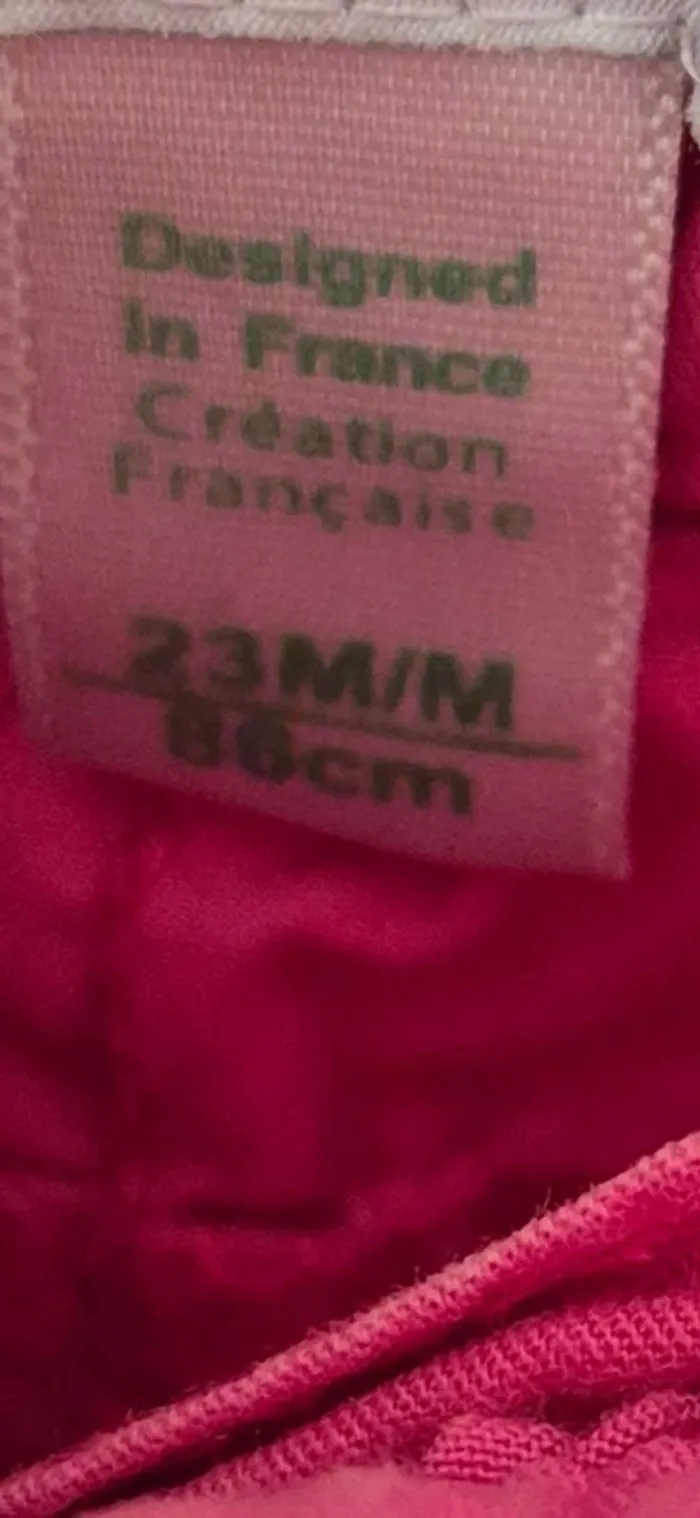 Designed
In France
Création
Française
23M/M
86cm